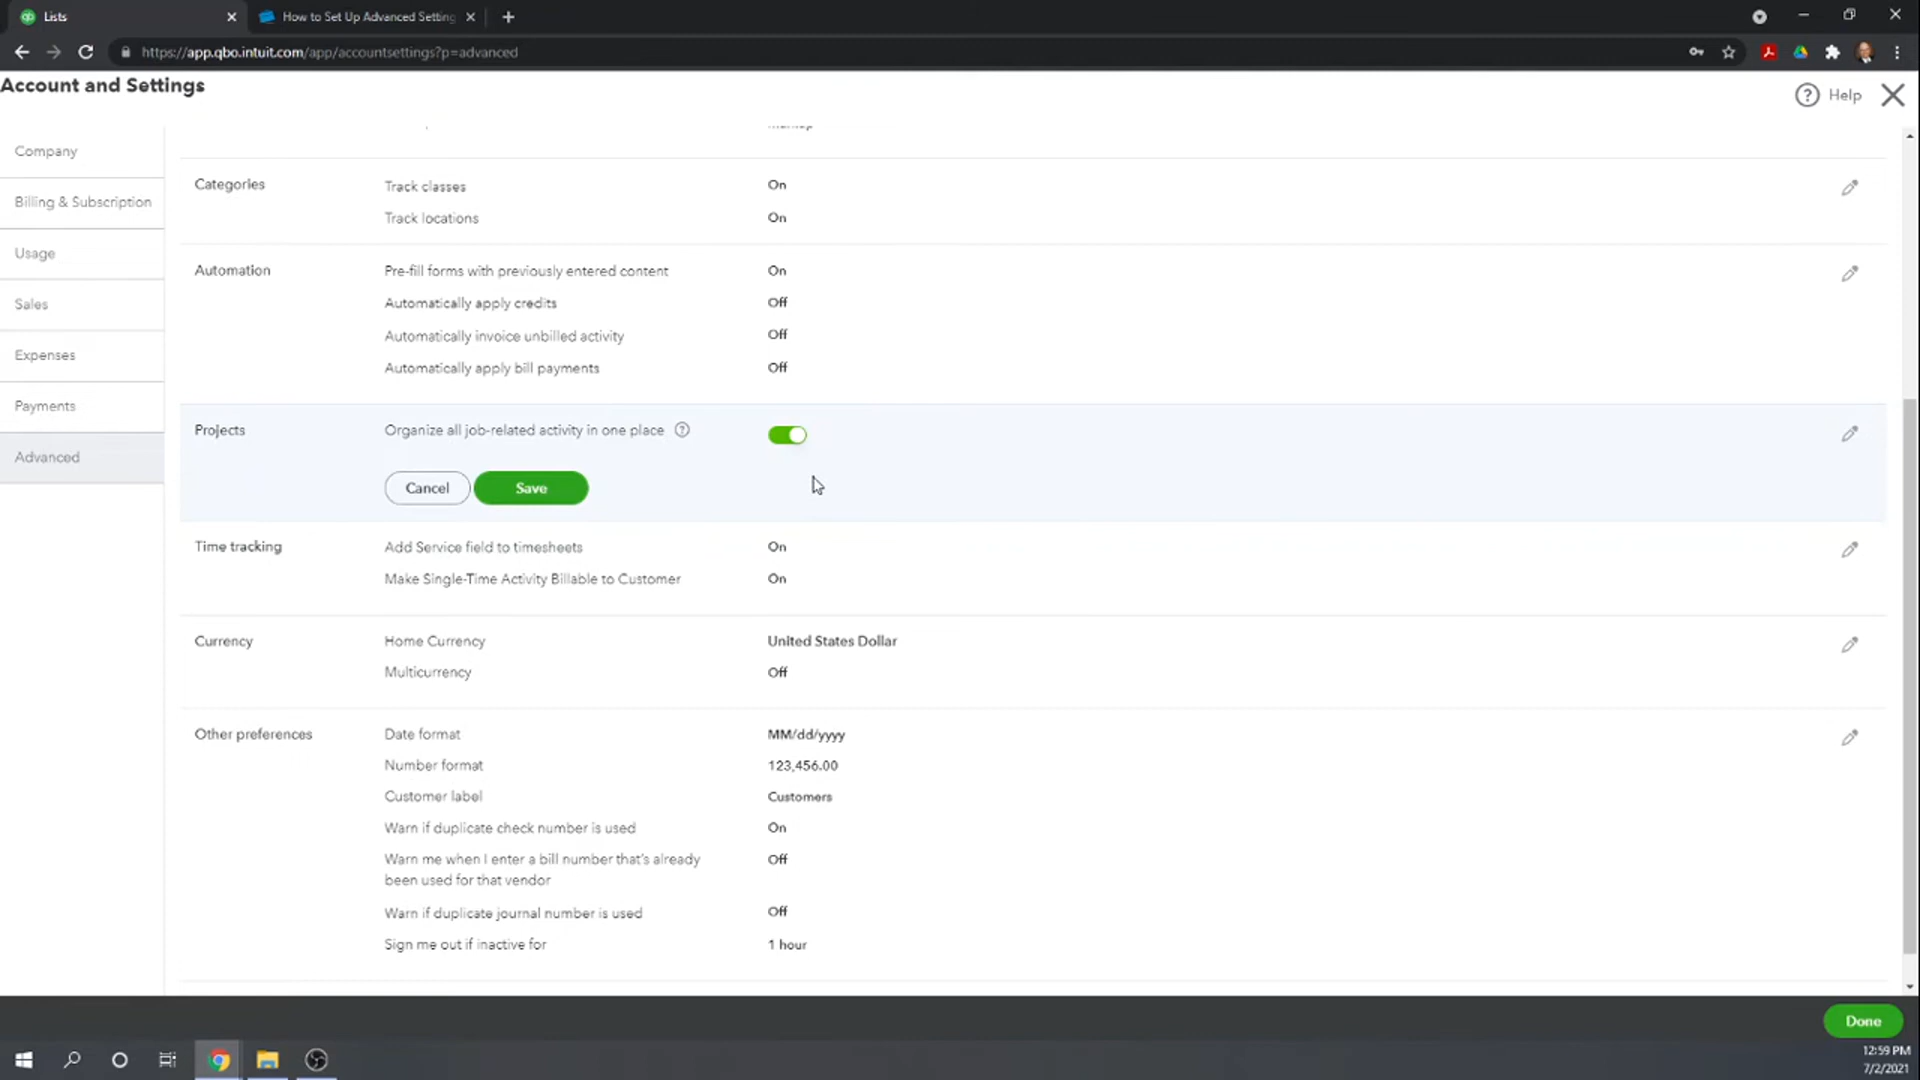 Lists
How to Set Up Advanced Setting
https://app.qbo.intuit.com/app/accountsettings?p=advanced
Account and Settings
Help
Company
Billing & Subscription
Usage
Sales
Expenses
Payments
Advanced
Categories
Track classes On
Track locations On
Automation
Pre-fill forms with previously entered content On
Automatically apply credits Off
Automatically invoice unbilled activity Off
Automatically apply bill payments Off
Projects
Organize all job-related activity in one place ?
Cancel Save
Time tracking
Add Service field to timesheets On
Make Single-Time Activity Billable to Customer On
Currency
Home Currency United States Dollar
Multicurrency Off
Other preferences
Date format MM/dd/yyyy
Number format 123,456.00
Customer label Customers
Warn if duplicate check number is used On
Warn me when I enter a bill number that's already Off
been used for that vendor
Warn if duplicate journal number is used Off
Sign me out if inactive for 1 hour
Done
12:59 PM
7/2/2021